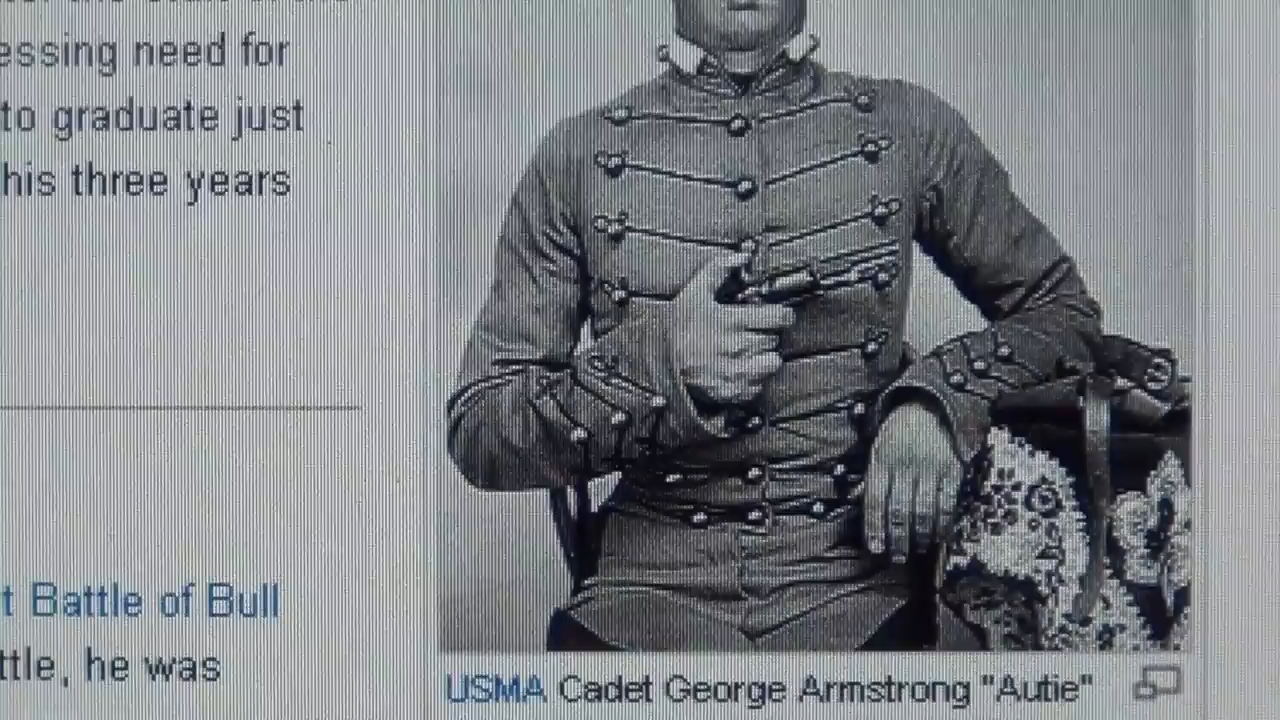 essing need for
to graduate just
his three years
t Battle of Bull
ttle, he was
USMA Cadet George Armstrong "Autie"